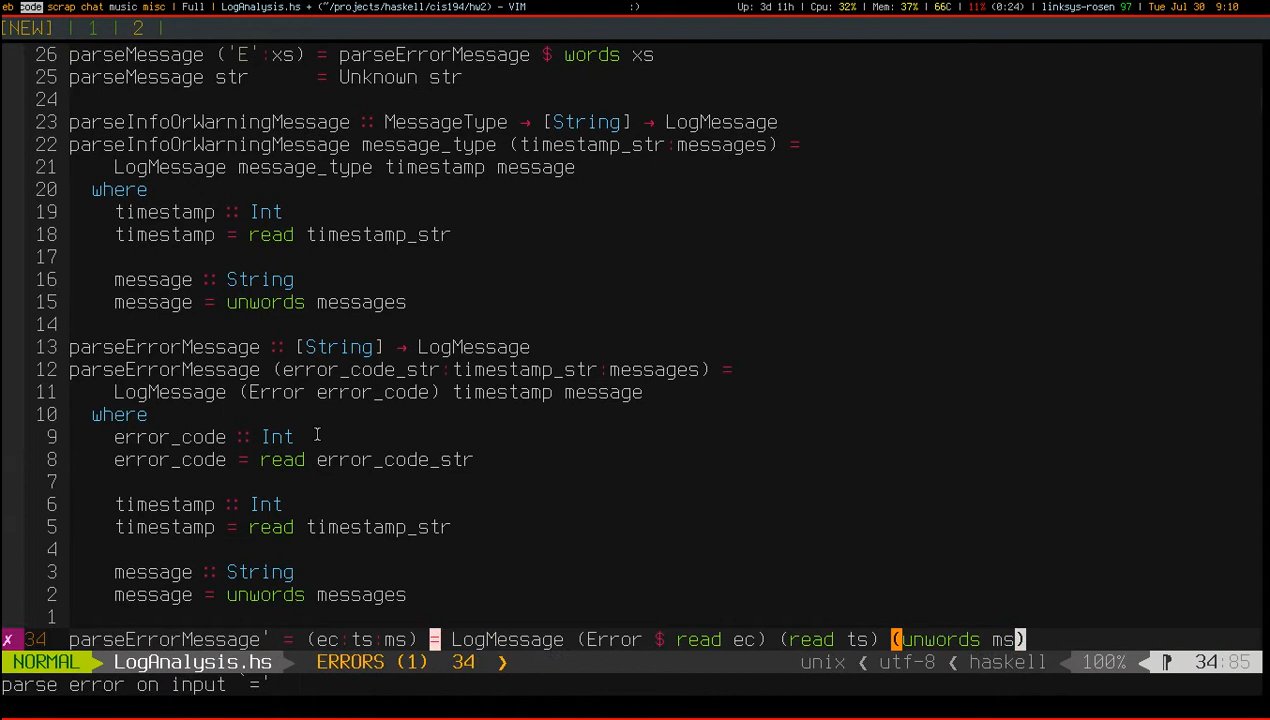 eb code scrap chat music misc | Full | LogAnalysis.hs + (~/projects/haskell/cis194/hw2) - VIM :) Up: 3d 11h | Cpu: 32% | Mem: 37% | 66C | 11% (0:24) | linksys-rosen 97 | Tue Jul 30 9:10
[NEW] | 1 | 2 |
26 parseMessage ('E':xs) = parseErrorMessage $ words xs
25 parseMessage str = Unknown str
24
23 parseInfoOrWarningMessage :: MessageType → [String] → LogMessage
22 parseInfoOrWarningMessage message_type (timestamp_str:messages) =
21 LogMessage message_type timestamp message
20 where
19 timestamp :: Int
18 timestamp = read timestamp_str
17
16 message :: String
15 message = unwords messages
14
13 parseErrorMessage :: [String] → LogMessage
12 parseErrorMessage (error_code_str:timestamp_str:messages) =
11 LogMessage (Error error_code) timestamp message
10 where
9 error_code :: Int
8 error_code = read error_code_str
7
6 timestamp :: Int
5 timestamp = read timestamp_str
4
3 message :: String
2 message = unwords messages
1
✗ 34 parseErrorMessage' = (ec:ts:ms) = LogMessage (Error $ read ec) (read ts) (unwords ms)
NORMAL LogAnalysis.hs ERRORS (1) 34 unix utf-8 haskell 100% 34:85
parse error on input `='